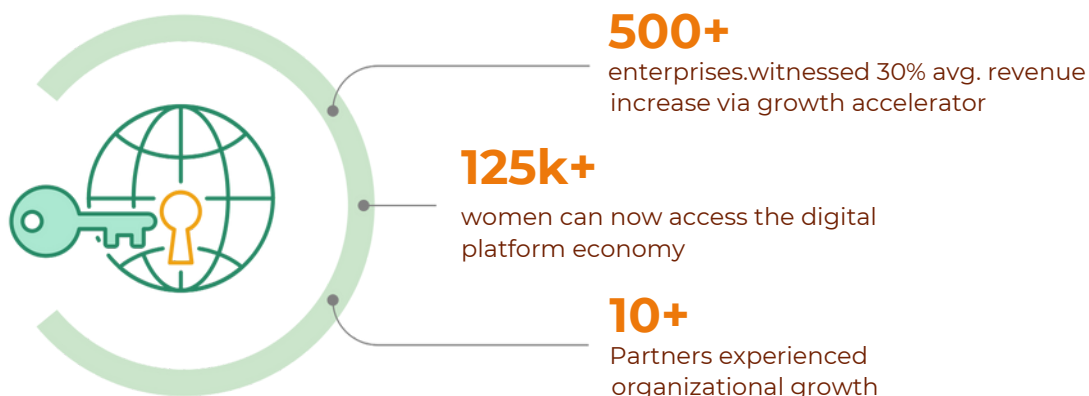 500+
enterprises.witnessed 30% avg. revenue
increase via growth accelerator
125k+
women can now access the digital
platform economy
10+
Partners experienced
organizational growth